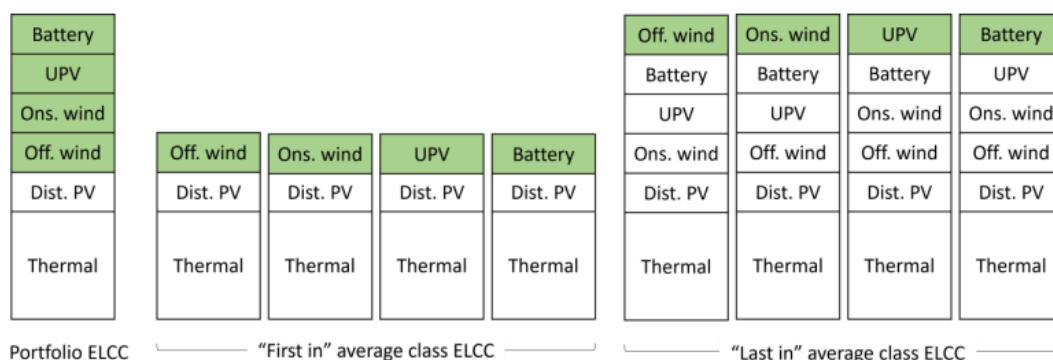 Battery
UPV
Ons. wind
Off. wind
Dist. PV
Thermal
Portfolio ELCC
Off. wind
Dist. PV
Thermal
Ons. wind
Dist. PV
Thermal
UPV
Dist. PV
Thermal
Battery
Dist. PV
Thermal
“First in” average class ELCC
Off. wind
Battery
UPV
Ons. wind
Dist. PV
Thermal
Ons. wind
Battery
UPV
Off. wind
Dist. PV
Thermal
UPV
Battery
Ons. wind
Off. wind
Dist. PV
Thermal
Battery
UPV
Ons. wind
Off. wind
Dist. PV
Thermal
“Last in” average class ELCC